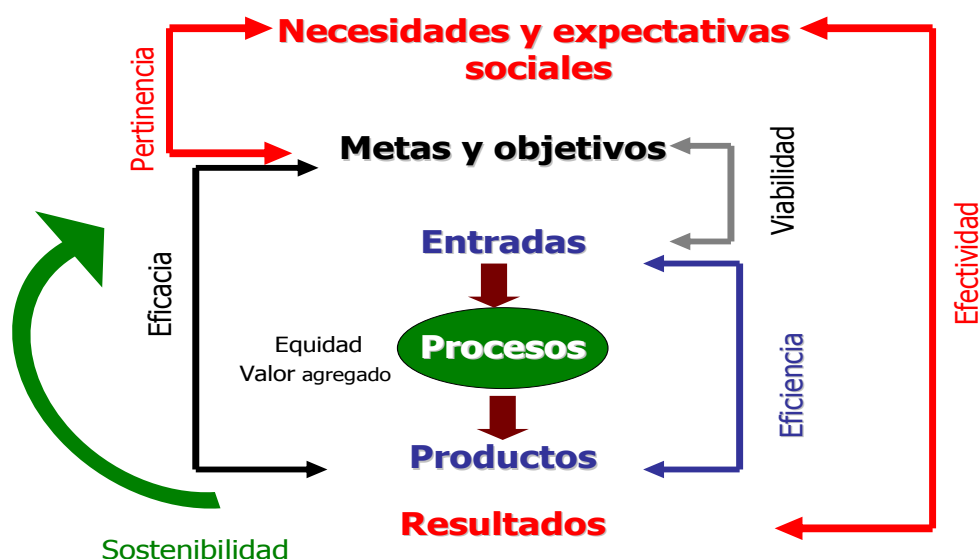 Necesidades y expectativas
sociales
Pertinencia
Metas y objetivos
Viabilidad
Entradas
Eficacia
Efectividad
Equidad
Valor agregado
Procesos
Eficiencia
Productos
Resultados
Sostenibilidad